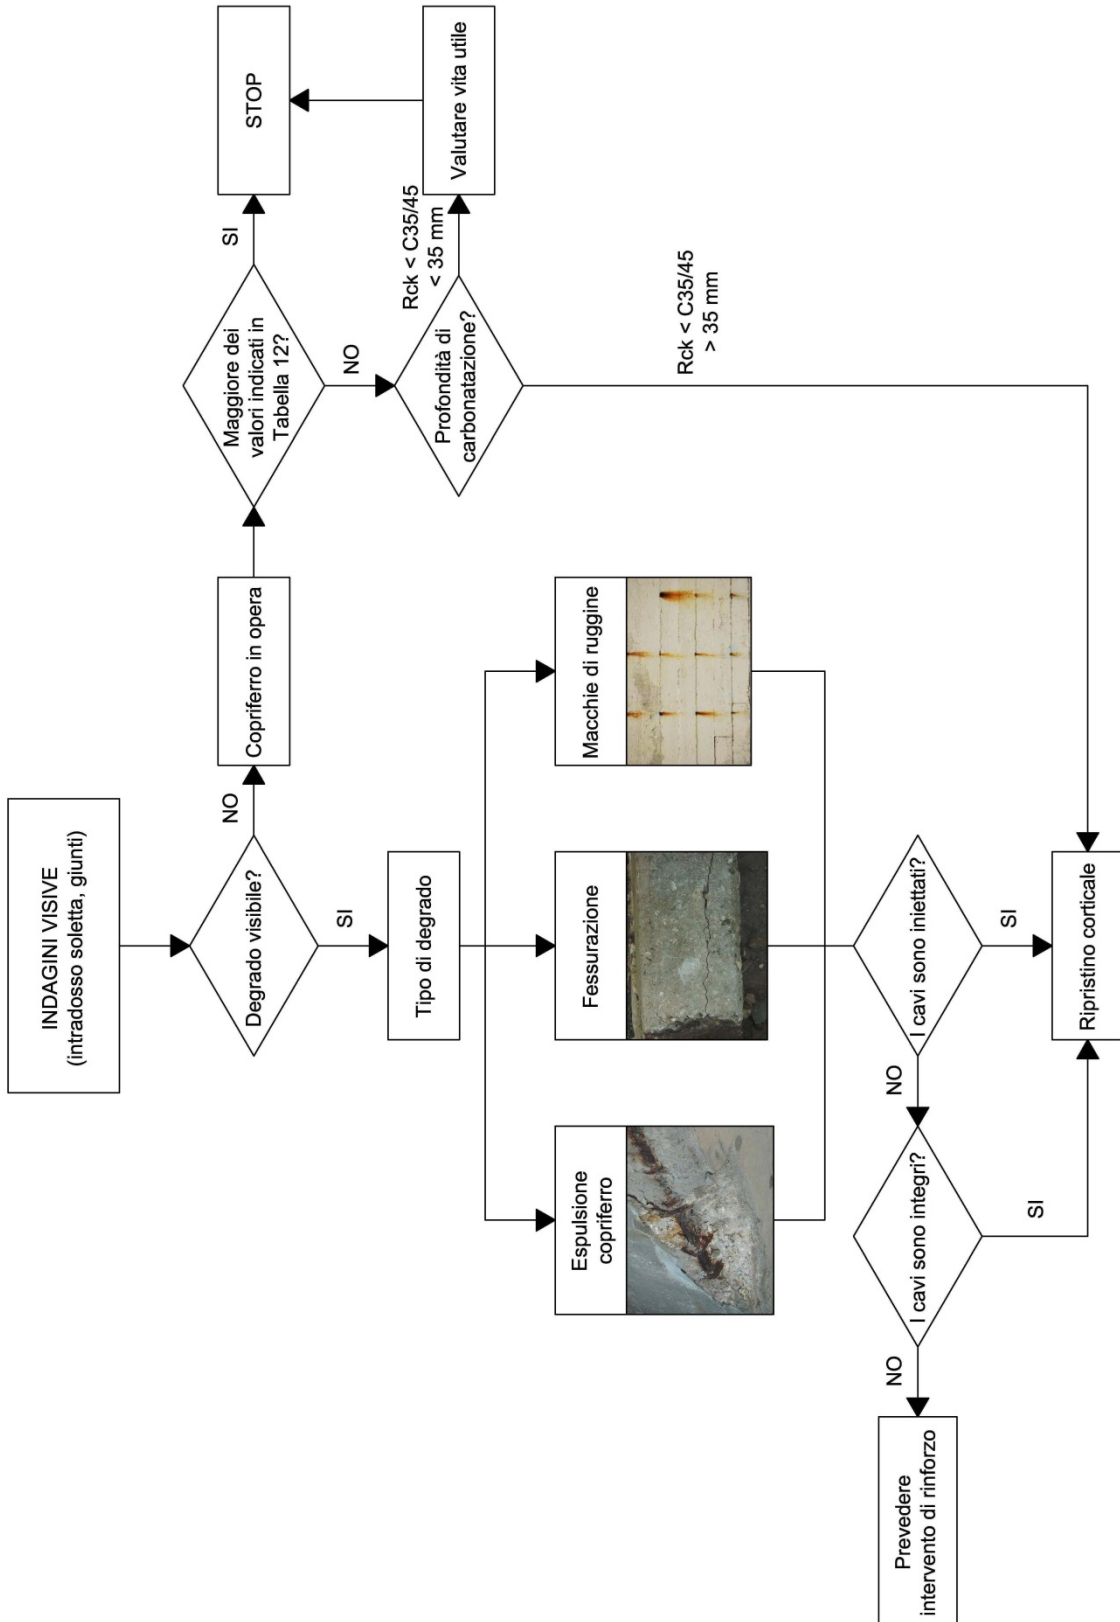 INDAGINI VISIVE
(intradosso soletta, giunti)
Degrado visibile?
NO
Copriferro in opera
Maggiore dei
valori indicati in
Tabella 12?
SI
STOP
NO
Profondità di
carbonatazione?
Rck < C35/45
< 35 mm
Valutare vita utile
Rck < C35/45
> 35 mm
SI
Tipo di degrado
Espulsione
copriferro
Fessurazione
Macchie di ruggine
I cavi sono iniettati?
SI
NO
I cavi sono integri?
SI
NO
Ripristino corticale
Prevedere
intervento di rinforzo